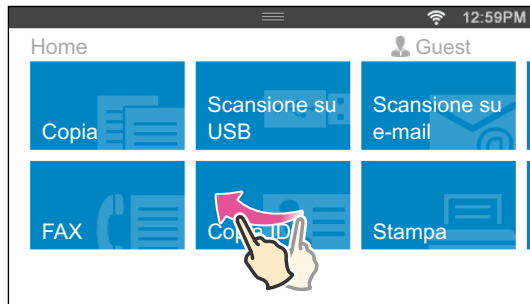 12:59PM
Home
Guest
Copia
Scansione su
USB
Scansione su
e-mail
FAX
Copia ID
Stampa